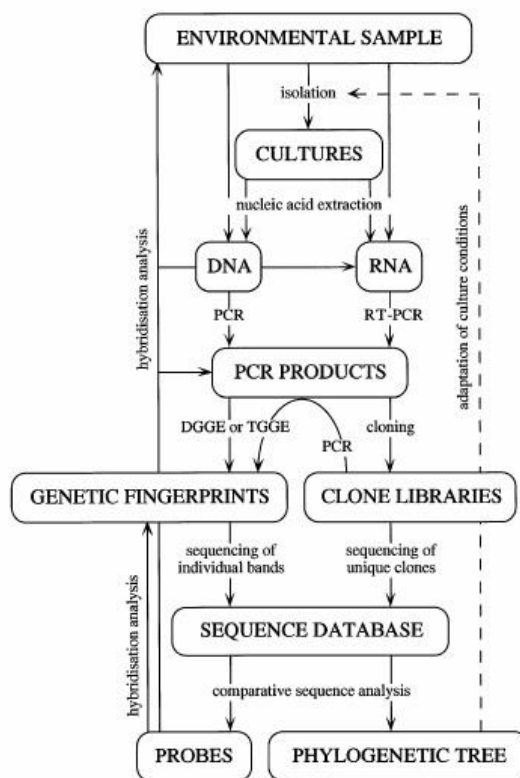 ENVIRONMENTAL SAMPLE
isolation
CULTURES
nucleic acid extraction
DNA
RNA
PCR
RT-PCR
PCR PRODUCTS
DGGE or TGGE
PCR
cloning
GENETIC FINGERPRINTS
CLONE LIBRARIES
sequencing of
individual bands
sequencing of
unique clones
SEQUENCE DATABASE
comparative sequence analysis
PROBES
PHYLOGENETIC TREE
hybridisation analysis
hybridisation analysis
adaptation of culture conditions